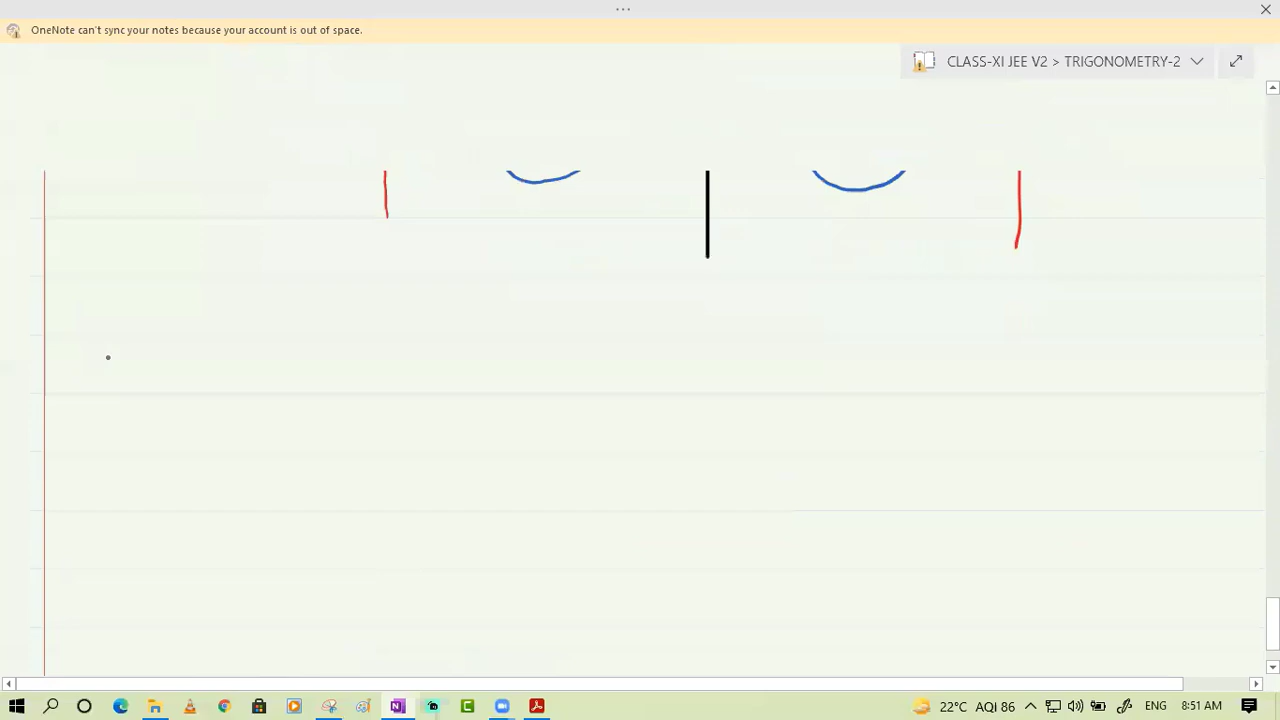 ...
OneNote can't sync your notes because your account is out of space.
CLASS-XI JEE V2 > TRIGONOMETRY-2
22°C AQI 86 ENG 8:51 AM